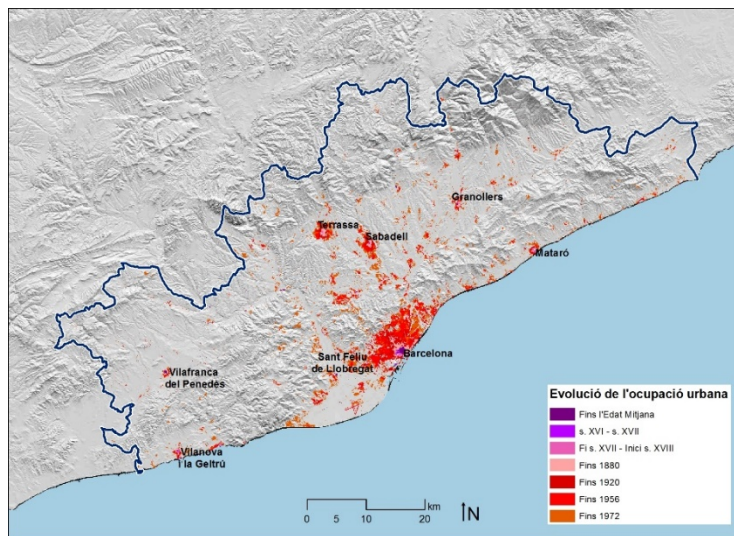 Granollers
Terrassa
Sabadell
Mataró
Sant Feliu
de Llobregat
Barcelona
Vilafranca
del Penedès
Vilanova
i la Geltrú
Evolució de l'ocupació urbana
Fins l'Edat Mitjana
s. XVI - s. XVII
Fi s. XVII - Inici s. XVIII
Fins 1880
Fins 1920
Fins 1956
Fins 1972
km
0 5 10 20
N